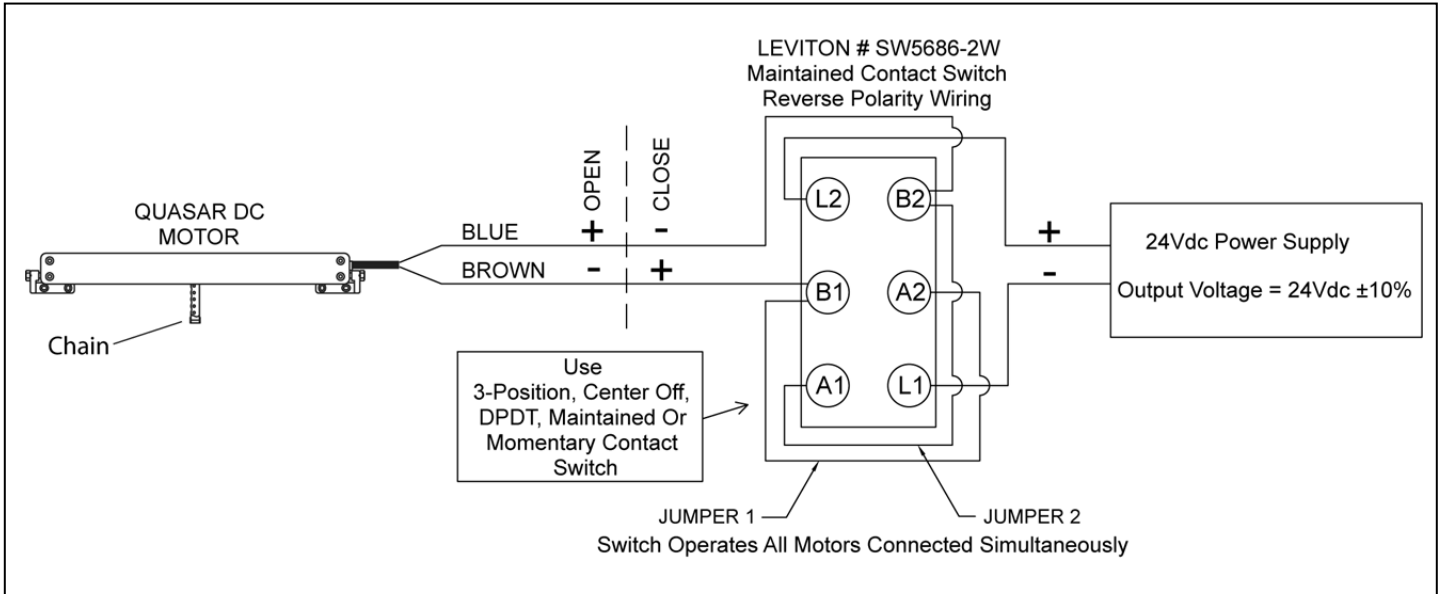 LEVITON # SW5686-2W
Maintained Contact Switch
Reverse Polarity Wiring
QUASAR DC
MOTOR
Chain
BLUE
BROWN
OPEN
CLOSE
+ -
- +
L2 B2
B1 A2
A1 L1
+
-
24Vdc Power Supply
Output Voltage = 24Vdc ±10%
Use
3-Position, Center Off,
DPDT, Maintained Or
Momentary Contact
Switch
JUMPER 1
JUMPER 2
Switch Operates All Motors Connected Simultaneously